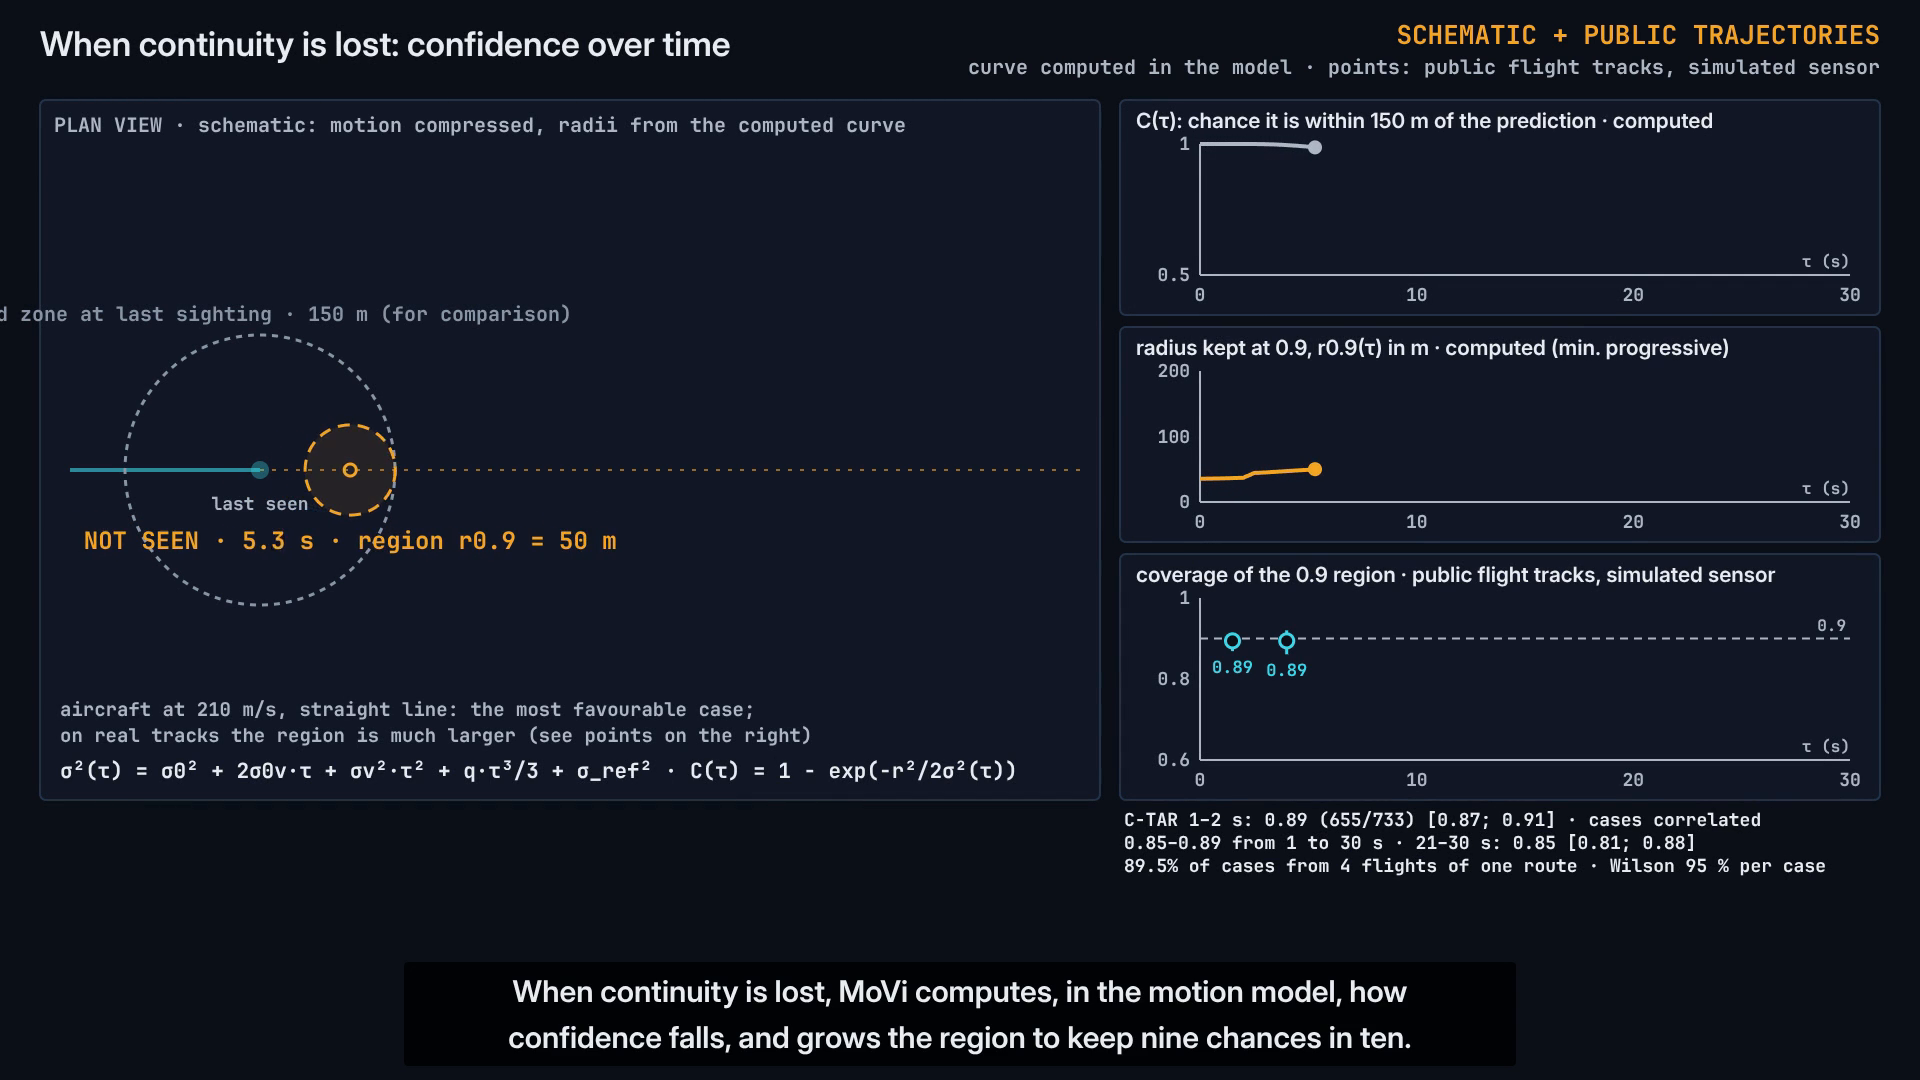 When continuity is lost: confidence over time
SCHEMATIC + PUBLIC TRAJECTORIES
curve computed in the model · points: public flight tracks, simulated sensor
PLAN VIEW · schematic: motion compressed, radii from the computed curve
d zone at last sighting · 150 m (for comparison)
last seen
NOT SEEN · 5.3 s · region r0.9 = 50 m
aircraft at 210 m/s, straight line: the most favourable case;
on real tracks the region is much larger (see points on the right)
σ²(τ) = σ0² + 2σ0v·τ + σv²·τ² + q·τ³/3 + σ_ref² · C(τ) = 1 - exp(-r²/2σ²(τ))
C(τ): chance it is within 150 m of the prediction · computed
1
0.5
τ (s)
0 10 20 30
radius kept at 0.9, r0.9(τ) in m · computed (min. progressive)
200
100
0
τ (s)
0 10 20 30
coverage of the 0.9 region · public flight tracks, simulated sensor
1
0.9
0.89 0.89
0.8
τ (s)
0.6
0 10 20 30
C-TAR 1–2 s: 0.89 (655/733) [0.87; 0.91] · cases correlated
0.85–0.89 from 1 to 30 s · 21–30 s: 0.85 [0.81; 0.88]
89.5% of cases from 4 flights of one route · Wilson 95 % per case
When continuity is lost, MoVi computes, in the motion model, how
confidence falls, and grows the region to keep nine chances in ten.